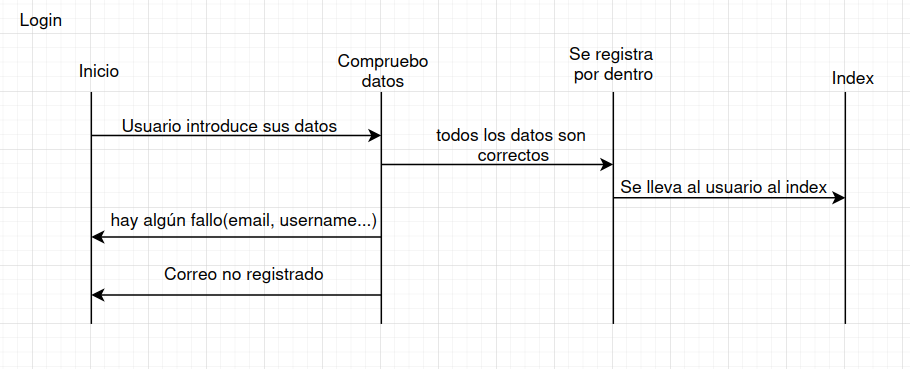 Login
Inicio
Compruebo
datos
Se registra
por dentro
Index
Usuario introduce sus datos
todos los datos son
correctos
Se lleva al usuario al index
hay algún fallo(email, username...)
Correo no registrado